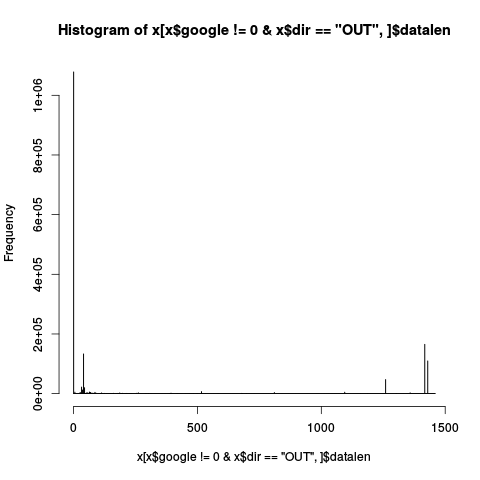 Histogram of x[x$google != 0 & x$dir == "OUT", ]$datalen
Frequency
1e+06
8e+05
6e+05
4e+05
2e+05
0e+00
0 500 1000 1500
x[x$google != 0 & x$dir == "OUT", ]$datalen